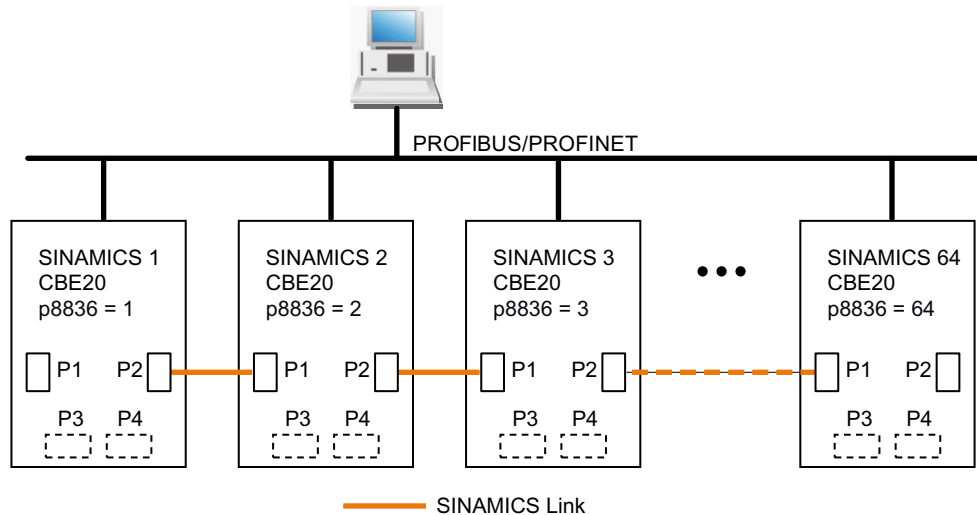 PROFIBUS/PROFINET
SINAMICS 1
CBE20
p8836 = 1
P1 P2
P3 P4
SINAMICS 2
CBE20
p8836 = 2
P1 P2
P3 P4
SINAMICS 3
CBE20
p8836 = 3
P1 P2
P3 P4
SINAMICS 64
CBE20
p8836 = 64
P1 P2
P3 P4
SINAMICS Link